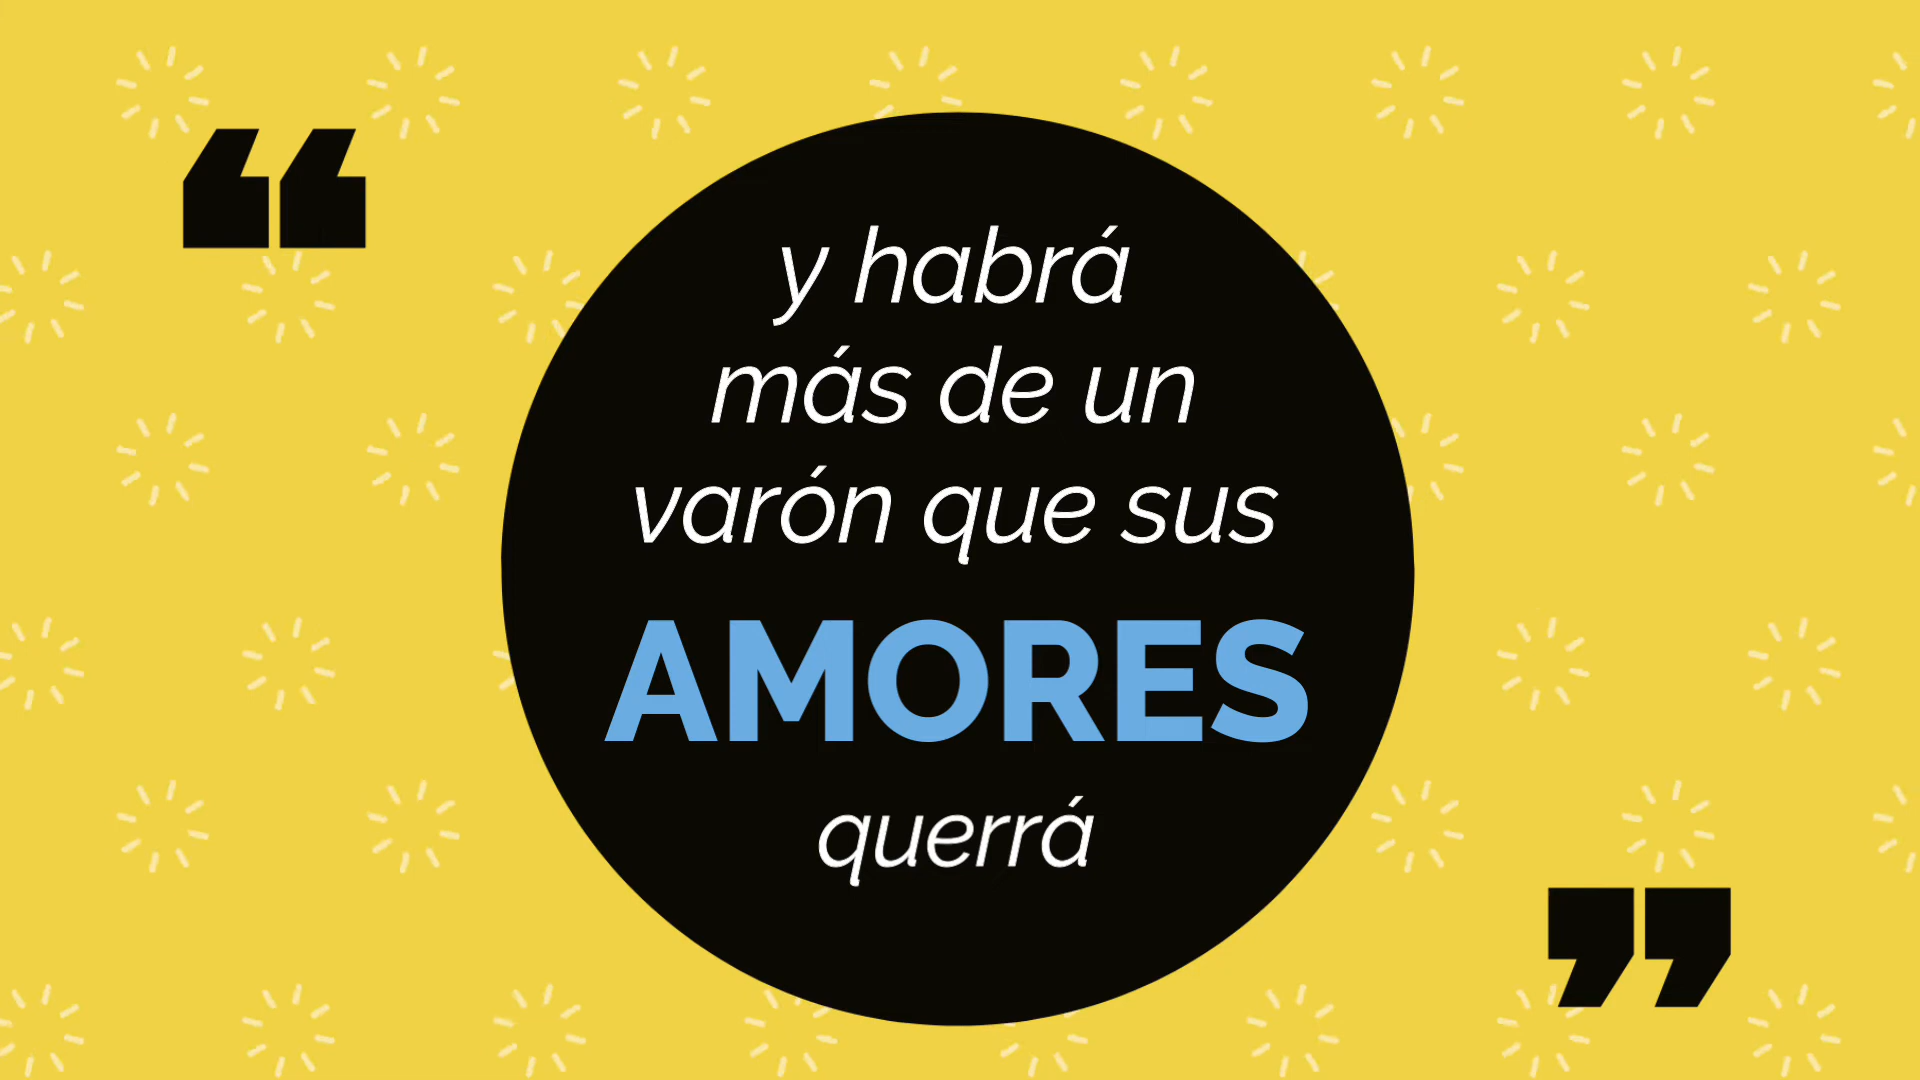 “
y habrá
más de un
varón que sus
AMORES
querrá
”